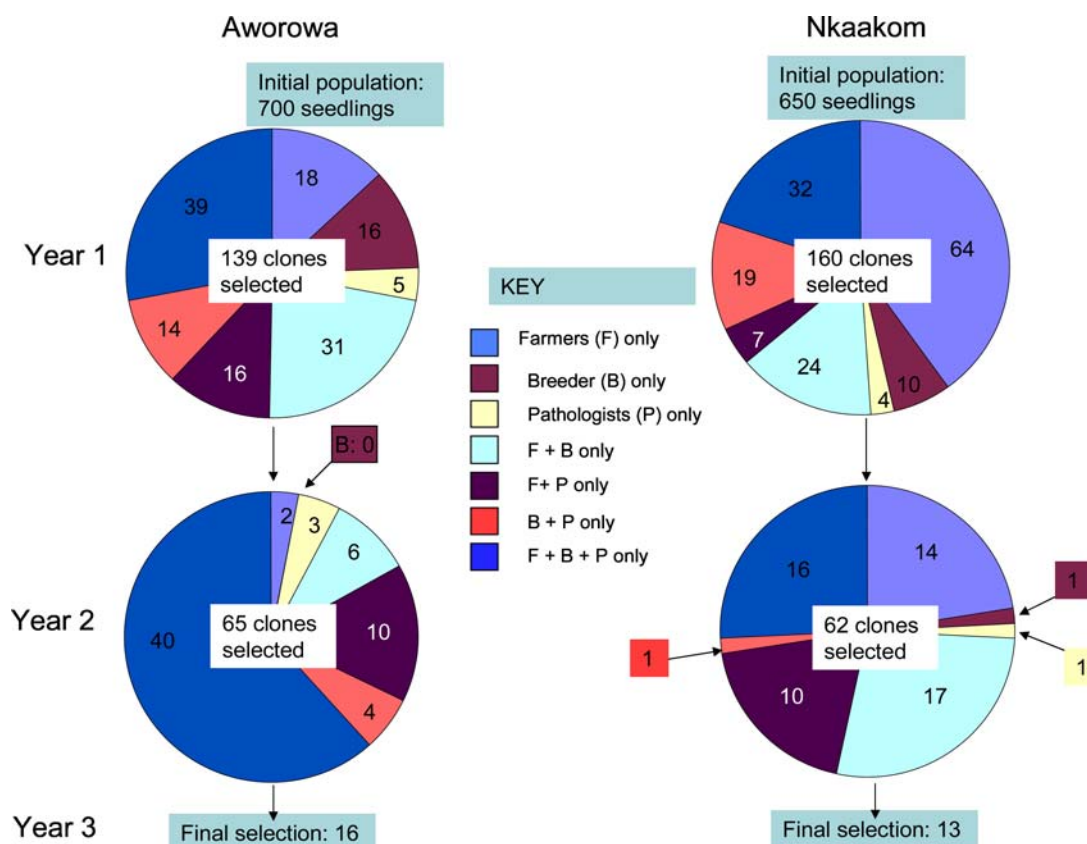 Aworowa
Nkaakom
Initial population:
700 seedlings
Initial population:
650 seedlings
Year 1
39
18
16
5
31
16
14
139 clones
selected
32
64
19
7
24
4
10
160 clones
selected
KEY
Farmers (F) only
Breeder (B) only
Pathologists (P) only
F + B only
F+ P only
B + P only
F + B + P only
B: 0
Year 2
2
3
6
10
4
40
65 clones
selected
16
14
1
1
1
10
17
62 clones
selected
Year 3
Final selection: 16
Final selection: 13